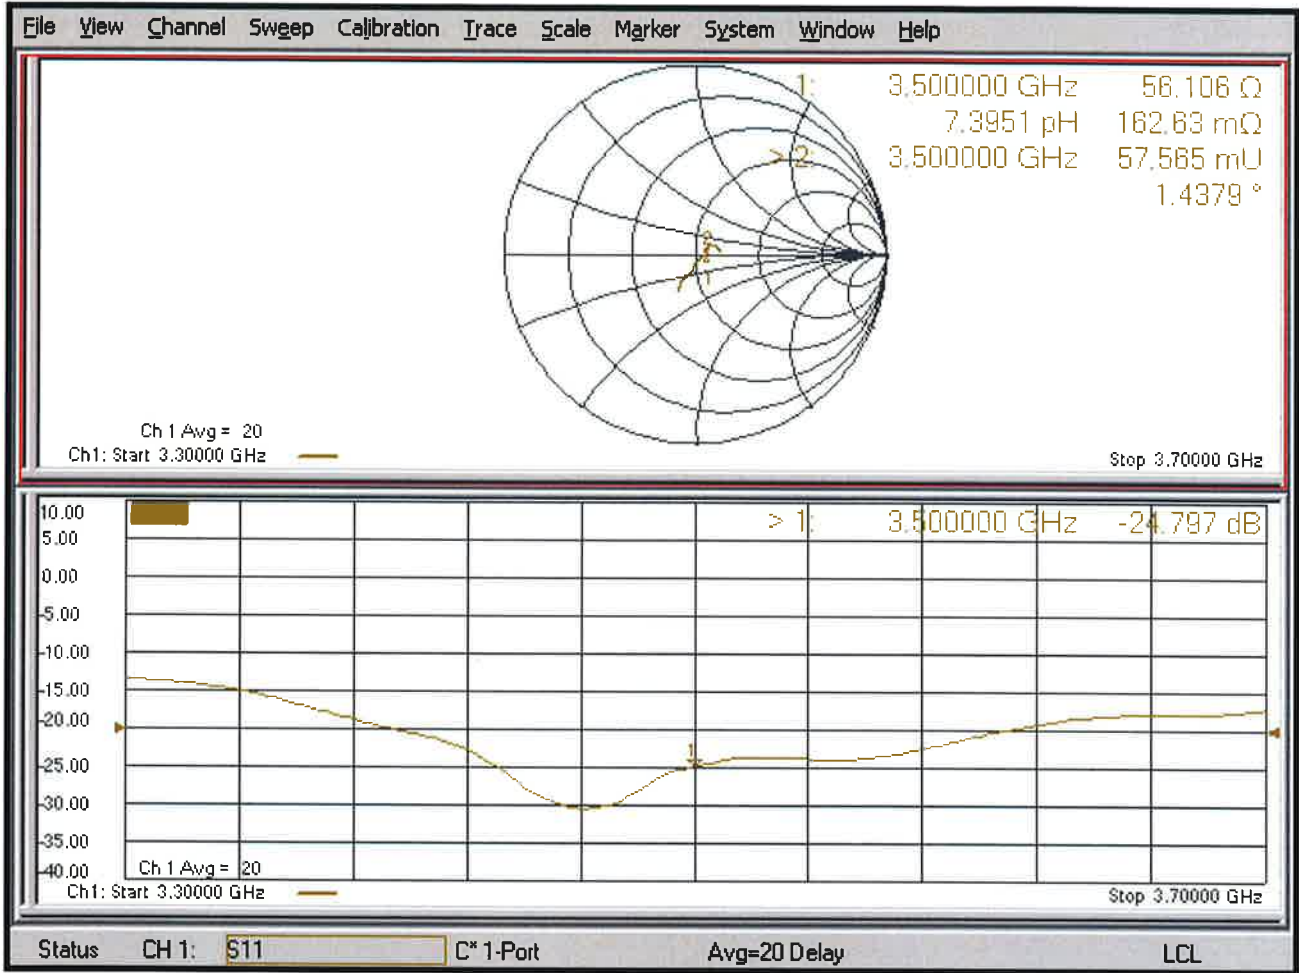 File View Channel Sweep Calibration Trace Scale Marker System Window Help
1: 3.500000 GHz 56.106 Ω
7.3951 pH 162.63 mΩ
> 2: 3.500000 GHz 57.565 mU
1.4379 °
Ch 1 Avg = 20
Ch1: Start 3.30000 GHz
Stop 3.70000 GHz
10.00
> 1: 3.500000 GHz -24.797 dB
5.00
0.00
-5.00
-10.00
-15.00
-20.00
1
-25.00
-30.00
-35.00
-40.00
Ch 1 Avg = 20
Ch1: Start 3.30000 GHz
Stop 3.70000 GHz
Status CH 1: S11 C* 1-Port Avg=20 Delay LCL